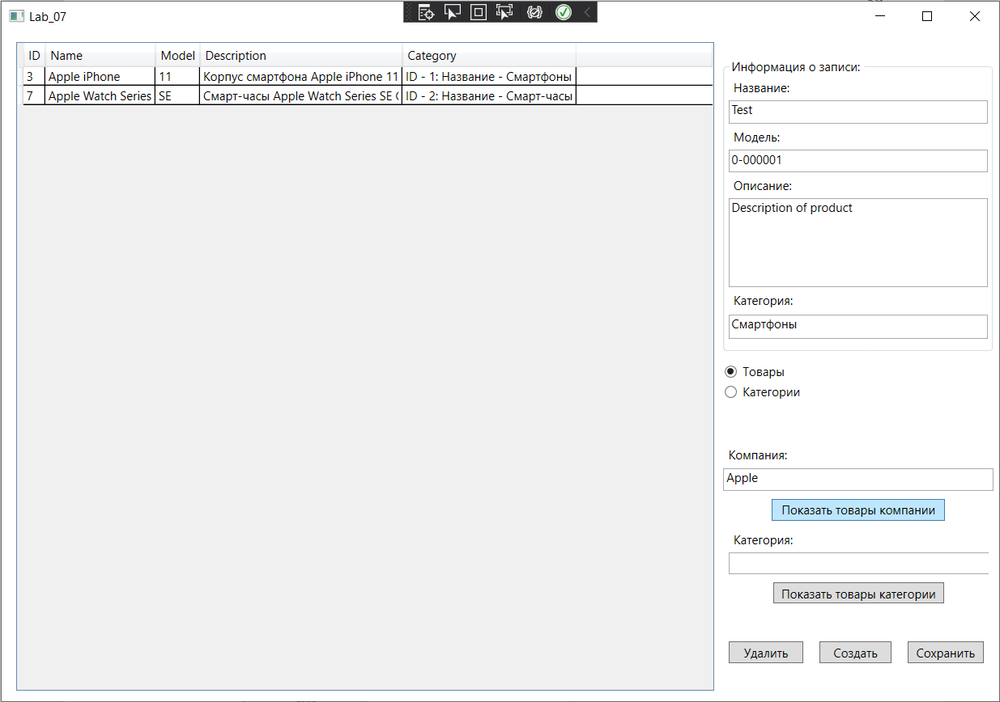 Lab_07
ID Name Model Description Category
3 Apple iPhone 11 Корпус смартфона Apple iPhone 11 ID - 1: Название - Смартфоны
7 Apple Watch Series SE Смарт-часы Apple Watch Series SE ID - 2: Название - Смарт-часы
Информация о записи:
Название:
Test
Модель:
0-000001
Описание:
Description of product
Категория:
Смартфоны
Товары
Категории
Компания:
Apple
Показать товары компании
Категория:
Показать товары категории
Удалить Создать Сохранить